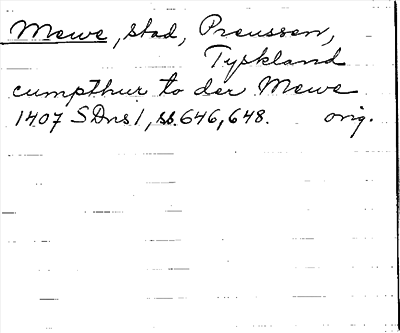 Mewe, stad, Preussen,
Tyskland
cumpthur to der Mewe
1407 SDns 1, ss. 646, 648. orig.